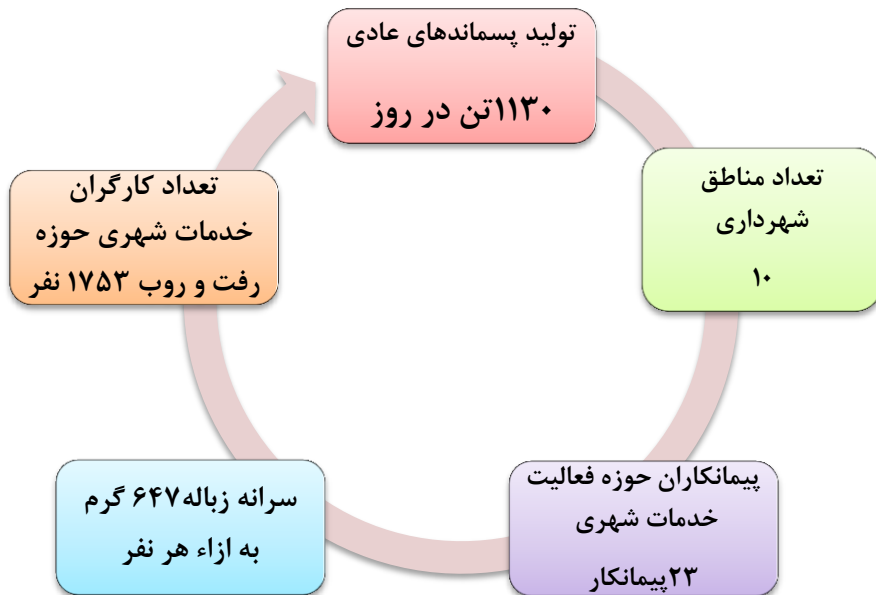 تولید پسماندهای عادی
۱۱۳۰تن در روز
تعداد مناطق
شهرداری
۱۰
پیمانکاران حوزه فعالیت
خدمات شهری
۲۳پیمانکار
سرانه زباله۶۴۷ گرم
به ازاء هر نفر
تعداد کارگران
خدمات شهری حوزه
رفت و روب ۱۷۵۳ نفر